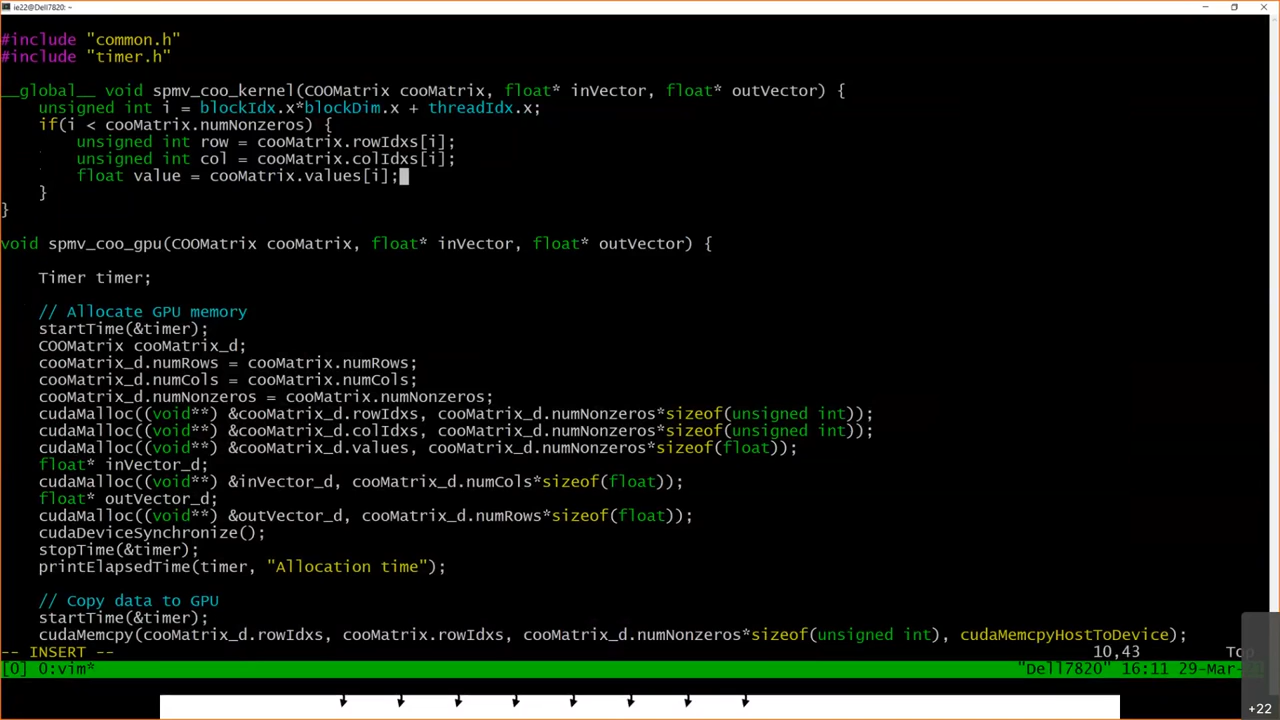 ie22@Dell7820: ~
#include "common.h"
#include "timer.h"
__global__ void spmv_coo_kernel(COOMatrix cooMatrix, float* inVector, float* outVector) {
    unsigned int i = blockIdx.x*blockDim.x + threadIdx.x;
    if(i < cooMatrix.numNonzeros) {
        unsigned int row = cooMatrix.rowIdxs[i];
        unsigned int col = cooMatrix.colIdxs[i];
        float value = cooMatrix.values[i];
    }
}
void spmv_coo_gpu(COOMatrix cooMatrix, float* inVector, float* outVector) {
    Timer timer;
    // Allocate GPU memory
    startTime(&timer);
    COOMatrix cooMatrix_d;
    cooMatrix_d.numRows = cooMatrix.numRows;
    cooMatrix_d.numCols = cooMatrix.numCols;
    cooMatrix_d.numNonzeros = cooMatrix.numNonzeros;
    cudaMalloc((void**) &cooMatrix_d.rowIdxs, cooMatrix_d.numNonzeros*sizeof(unsigned int));
    cudaMalloc((void**) &cooMatrix_d.colIdxs, cooMatrix_d.numNonzeros*sizeof(unsigned int));
    cudaMalloc((void**) &cooMatrix_d.values, cooMatrix_d.numNonzeros*sizeof(float));
    float* inVector_d;
    cudaMalloc((void**) &inVector_d, cooMatrix_d.numCols*sizeof(float));
    float* outVector_d;
    cudaMalloc((void**) &outVector_d, cooMatrix_d.numRows*sizeof(float));
    cudaDeviceSynchronize();
    stopTime(&timer);
    printElapsedTime(timer, "Allocation time");
    // Copy data to GPU
    startTime(&timer);
    cudaMemcpy(cooMatrix_d.rowIdxs, cooMatrix.rowIdxs, cooMatrix_d.numNonzeros*sizeof(unsigned int), cudaMemcpyHostToDevice);
-- INSERT -- 10,43 Top
[0] 0:vim* "Dell7820" 16:11 29-Mar-
+22